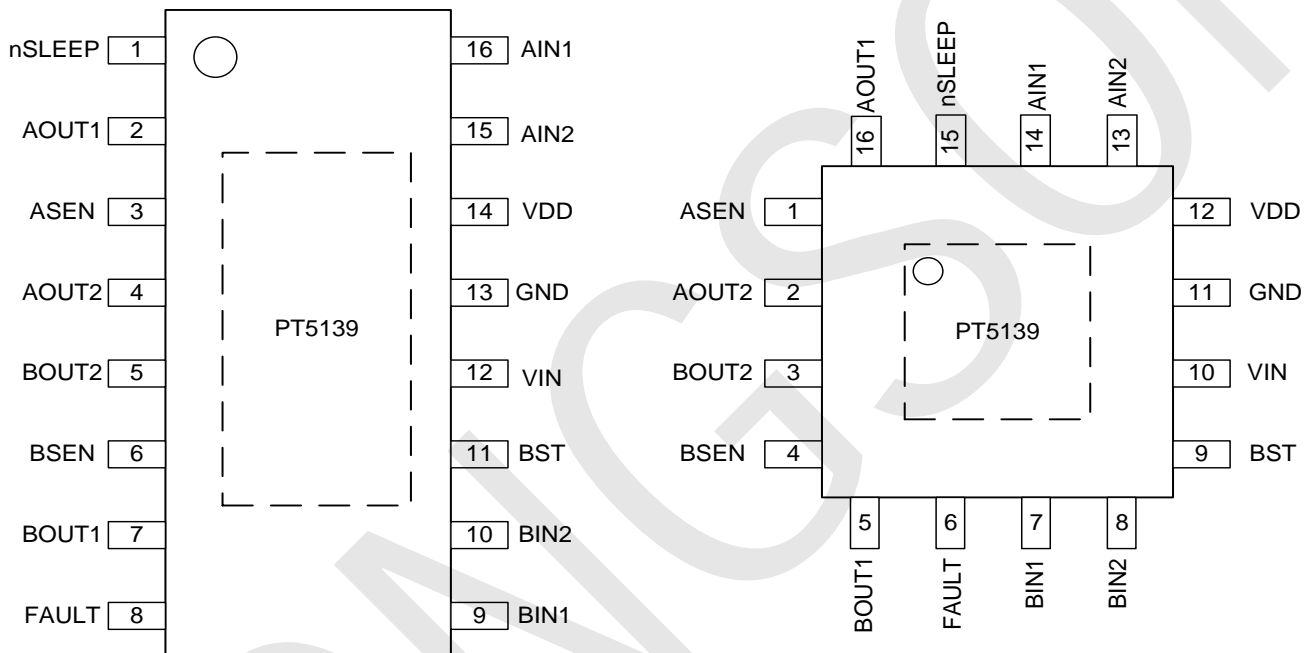 nSLEEP 1
16 AIN1
AOUT1 2
15 AIN2
ASEN 3
14 VDD
AOUT2 4
13 GND
PT5139
BOUT2 5
12 VIN
BSEN 6
11 BST
BOUT1 7
10 BIN2
FAULT 8
9 BIN1
AOUT1
nSLEEP
AIN1
AIN2
16
15
14
13
ASEN 1
12 VDD
AOUT2 2
11 GND
PT5139
BOUT2 3
10 VIN
BSEN 4
9 BST
5
6
7
8
BOUT1
FAULT
BIN1
BIN2